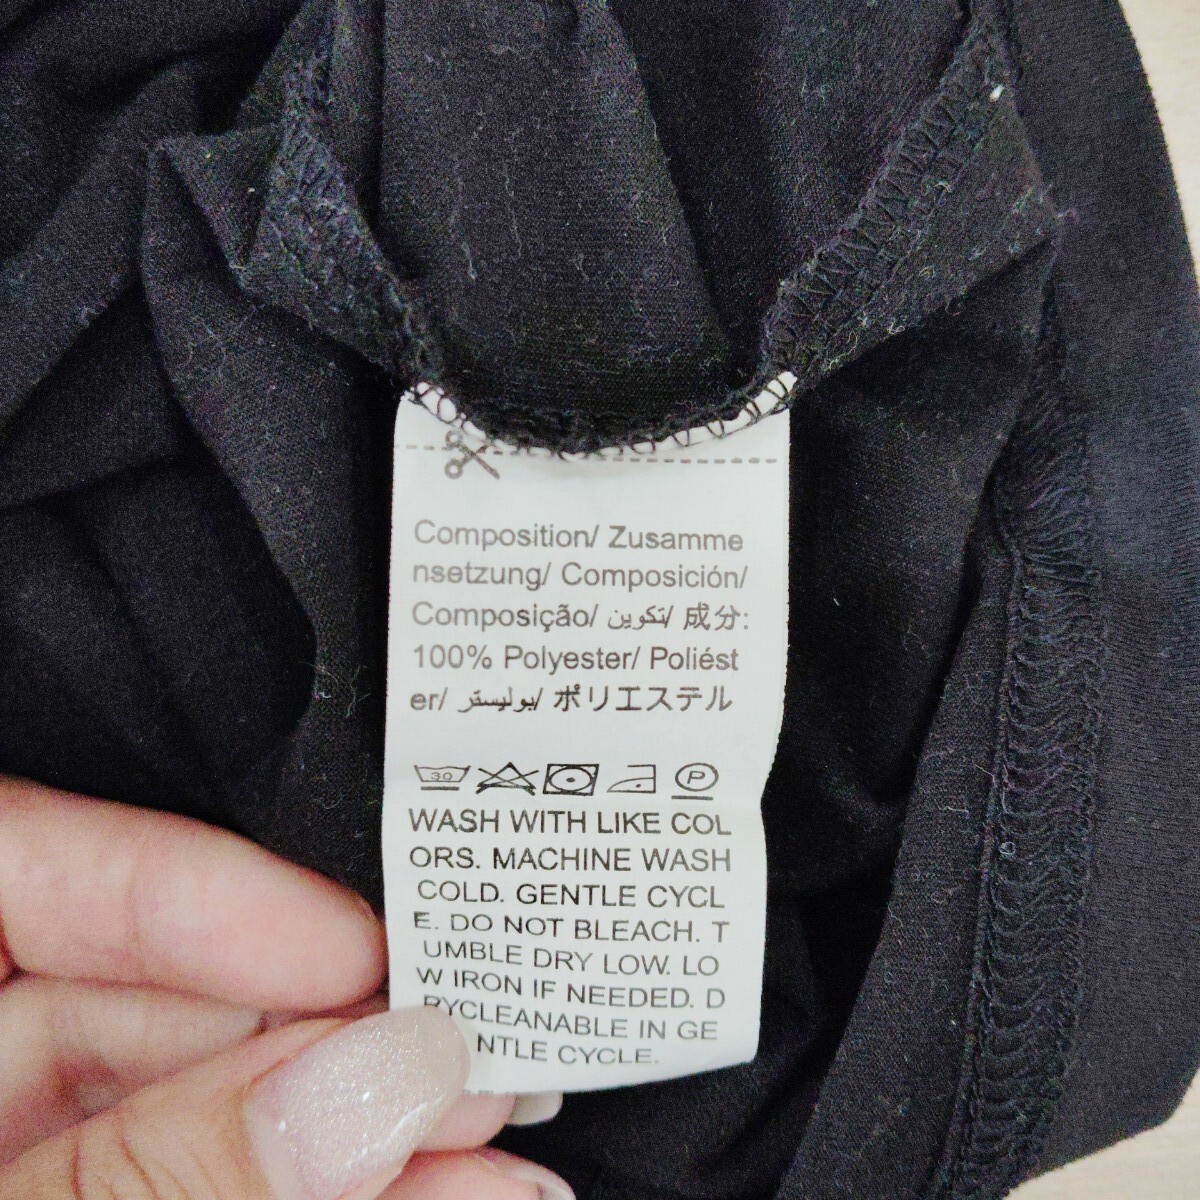 Composition/ Zusamme
nsetzung/ Composición/
Composição/ تكوين/ 成分:
100% Polyester/ Poliést
er/ بوليستر/ ポリエステル
30 P
WASH WITH LIKE COL
ORS. MACHINE WASH
COLD. GENTLE CYCL
E. DO NOT BLEACH. T
UMBLE DRY LOW. LO
W IRON IF NEEDED. D
RYCLEANABLE IN GE
NTLE CYCLE.